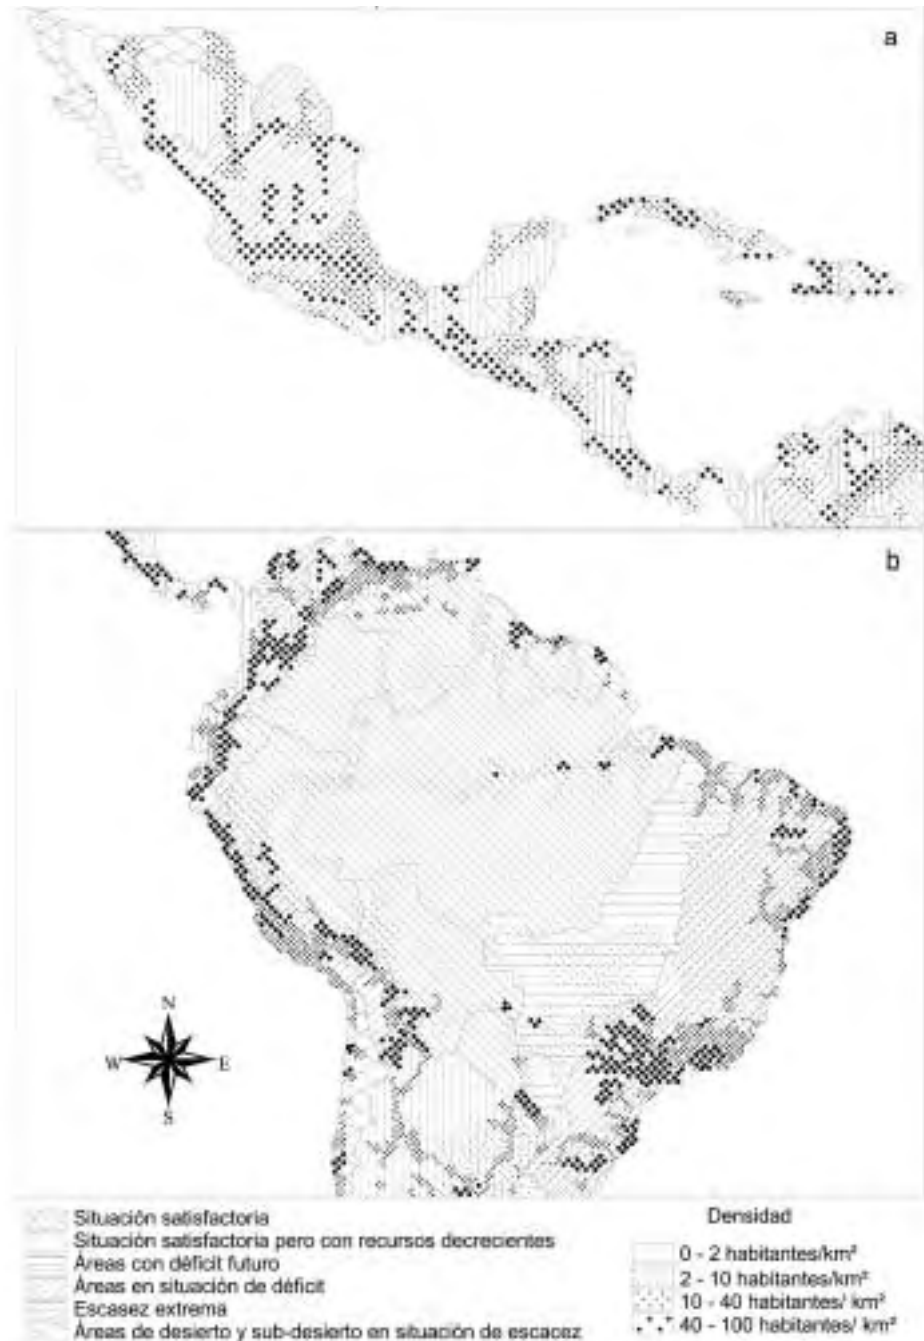 a
b
N
W E
S
Situación satisfactoria
Situación satisfactoria pero con recursos decrecientes
Áreas con déficit futuro
Áreas en situación de déficit
Escasez extrema
Áreas de desierto y sub-desierto en situación de escacez
Densidad
0 - 2 habitantes/km²
2 - 10 habitantes/km²
10 - 40 habitantes/ km²
40 - 100 habitantes/ km²